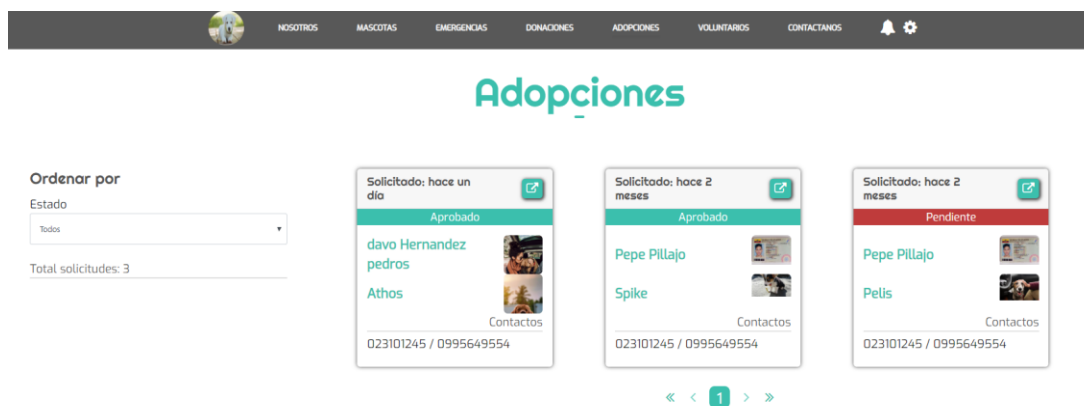 NOSOTROS MASCOTAS EMERGENCIAS DONACIONES ADOPCIONES VOLUNTARIOS CONTACTANOS
Adopciones
Ordenar por
Estado
Todos
Total solicitudes: 3
Solicitado: hace un
día
Aprobado
davo Hernandez
pedros
Athos
Contactos
023101245 / 0995649554
Solicitado: hace 2
meses
Aprobado
Pepe Pillajo
Spike
Contactos
023101245 / 0995649554
Solicitado: hace 2
meses
Pendiente
Pepe Pillajo
Pelis
Contactos
023101245 / 0995649554
« < 1 > »